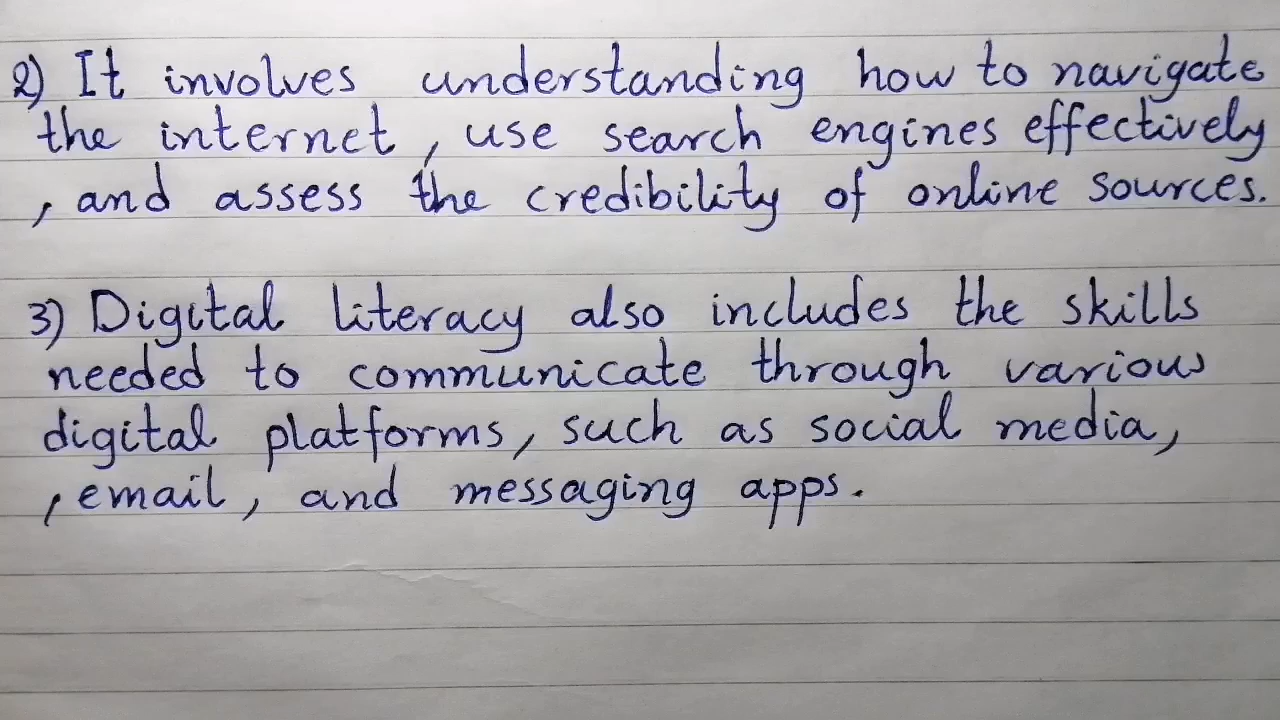 2) It involves understanding how to navigate
the internet, use search engines effectively
, and assess the credibility of online sources.
3) Digital literacy also includes the skills
needed to communicate through various
digital platforms, such as social media,
, email, and messaging apps.